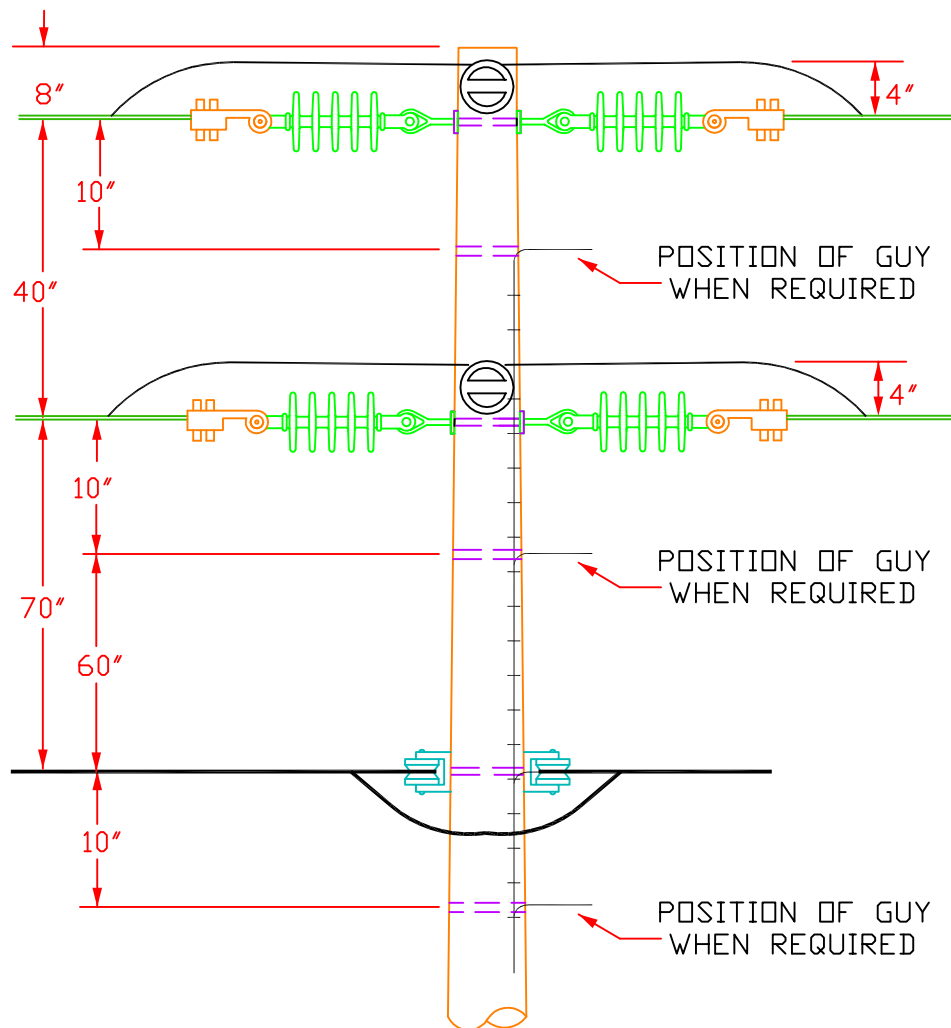 8"
4"
10"
POSITION OF GUY
WHEN REQUIRED
40"
4"
10"
POSITION OF GUY
WHEN REQUIRED
70"
60"
10"
POSITION OF GUY
WHEN REQUIRED